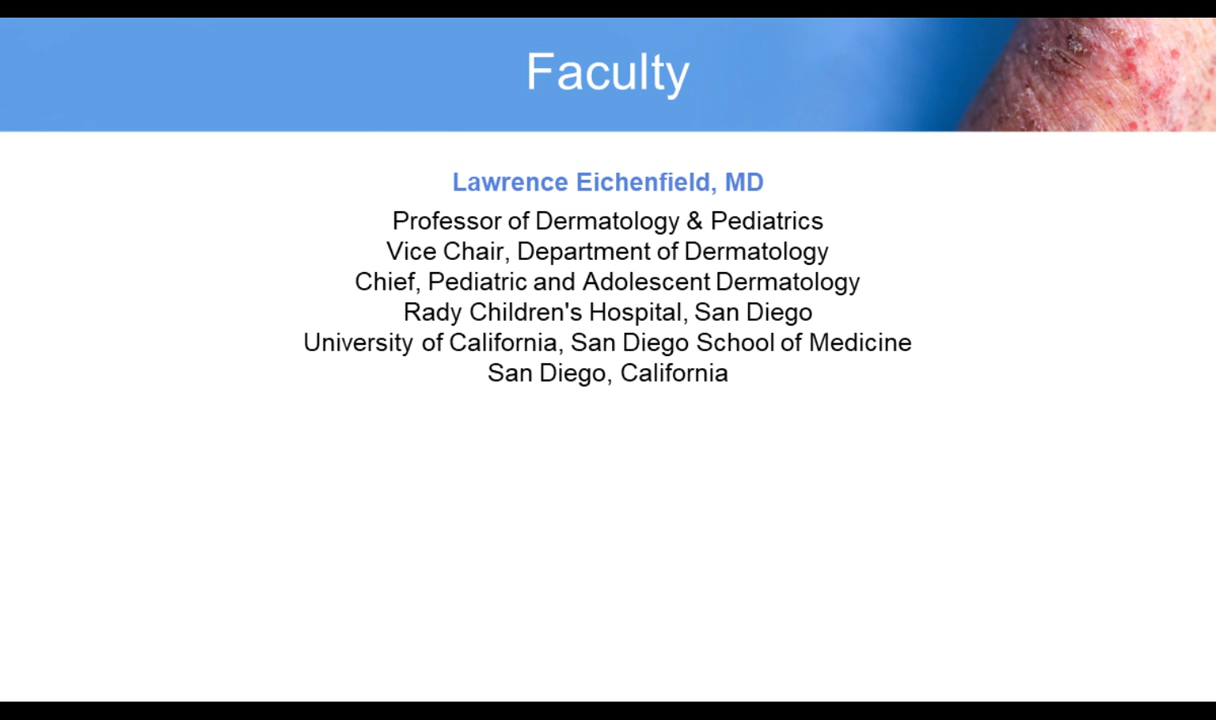 Faculty
Lawrence Eichenfield, MD
Professor of Dermatology & Pediatrics
Vice Chair, Department of Dermatology
Chief, Pediatric and Adolescent Dermatology
Rady Children's Hospital, San Diego
University of California, San Diego School of Medicine
San Diego, California